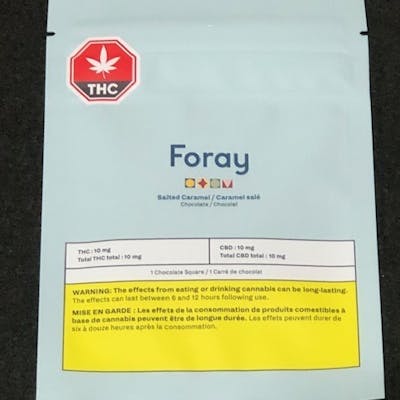 THC
Foray
Salted Caramel / Caramel salé
Chocolate / Chocolat
THC : 10 mg
Total THC total : 10 mg
CBD : 10 mg
Total CBD total : 10 mg
1 Chocolate Square / 1 Carré de chocolat
WARNING: The effects from eating or drinking cannabis can be long-lasting.
The effects can last between 6 and 12 hours following use.
MISE EN GARDE : Les effets de la consommation de produits comestibles à
base de cannabis peuvent être de longue durée. Les effets peuvent durer de
six à douze heures après la consommation.